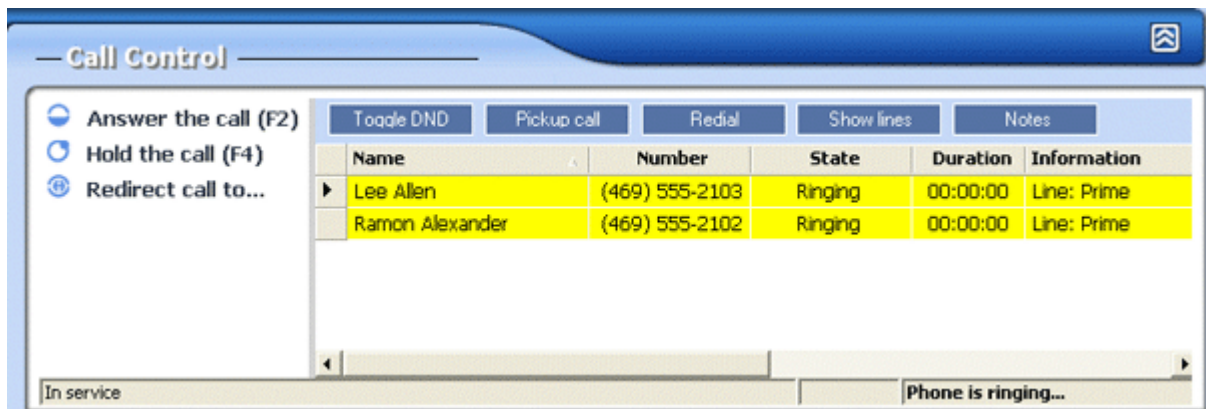 Call Control
Answer the call (F2)
Hold the call (F4)
Redirect call to...
Toggle DND Pickup call Redial Show lines Notes
Name Number State Duration Information
Lee Allen (469) 555-2103 Ringing 00:00:00 Line: Prime
Ramon Alexander (469) 555-2102 Ringing 00:00:00 Line: Prime
In service Phone is ringing...